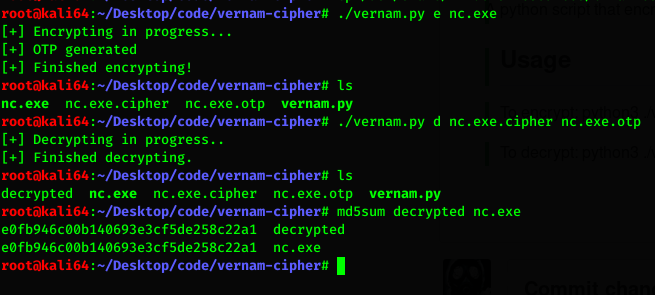 root@kali64:~/Desktop/code/vernam-cipher# ./vernam.py e nc.exe
[+] Encrypting in progress...
[+] OTP generated
[+] Finished encrypting!
root@kali64:~/Desktop/code/vernam-cipher# ls
nc.exe nc.exe.cipher nc.exe.otp vernam.py
root@kali64:~/Desktop/code/vernam-cipher# ./vernam.py d nc.exe.cipher nc.exe.otp
[+] Decrypting in progress..
[+] Finished decrypting.
root@kali64:~/Desktop/code/vernam-cipher# ls
decrypted nc.exe nc.exe.cipher nc.exe.otp vernam.py
root@kali64:~/Desktop/code/vernam-cipher# md5sum decrypted nc.exe
e0fb946c00b140693e3cf5de258c22a1 decrypted
e0fb946c00b140693e3cf5de258c22a1 nc.exe
root@kali64:~/Desktop/code/vernam-cipher#
python script that enc
Usage
To decrypt python3
Commit chan